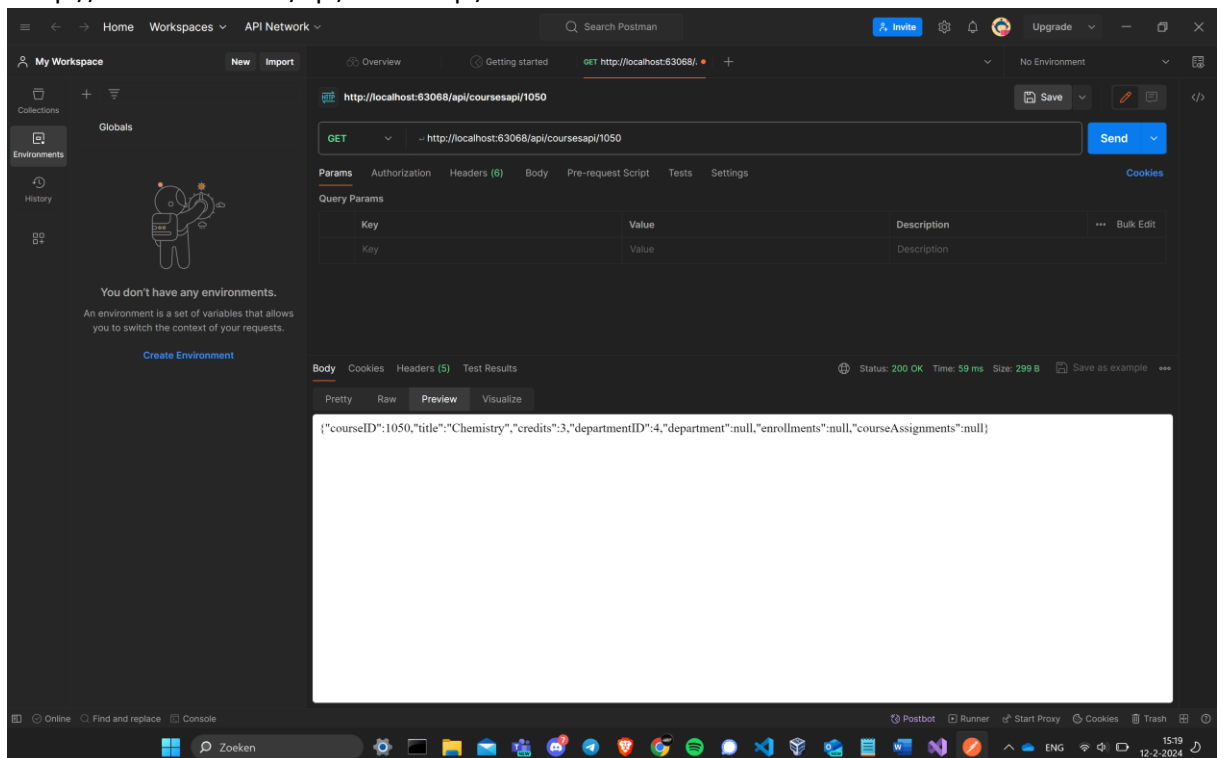 Home Workspaces API Network Search Postman Invite Upgrade
My Workspace New Import Overview Getting started GET http://localhost:63068/. No Environment
Collections
http://localhost:63068/api/coursesapi/1050 Save
Globals
Environments
GET http://localhost:63068/api/coursesapi/1050 Send
History
Params Authorization Headers (6) Body Pre-request Script Tests Settings Cookies
Query Params
Key Value Description Bulk Edit
Key Value Description
You don't have any environments.
An environment is a set of variables that allows
you to switch the context of your requests.
Create Environment
Body Cookies Headers (5) Test Results Status: 200 OK Time: 59 ms Size: 299 B Save as example
Pretty Raw Preview Visualize
{"courseID":1050,"title":"Chemistry","credits":3,"departmentID":4,"department":null,"enrollments":null,"courseAssignments":null}
Online Find and replace Console Postbot Runner Start Proxy Cookies Trash
Zoeken ENG 15:19
12-2-2024